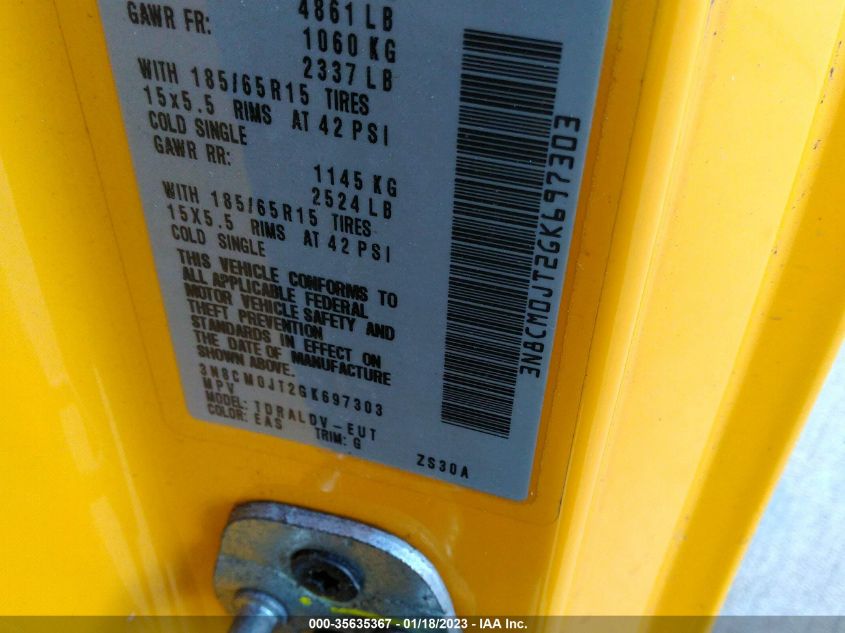 4861 LB
GAWR FR:
1060 KG
2337 LB
WITH 185/65R15 TIRES
15x5.5 RIMS AT 42 PSI
COLD SINGLE
GAWR RR:
1145 KG
2524 LB
WITH 185/65R15 TIRES
15X5.5 RIMS AT 42 PSI
COLD SINGLE
THIS VEHICLE CONFORMS TO
ALL APPLICABLE FEDERAL
MOTOR VEHICLE SAFETY AND
THEFT PREVENTION
STANDARDS IN EFFECT ON
THE DATE OF MANUFACTURE
SHOWN ABOVE.
3N8CM0JT2GK697303
MPV
MODEL: TDRALDV-EUT
COLOR: EAS TRIM: G
ZS30A
3N8CM0JT2GK697303
000-35635367 - 01/18/2023 - IAA Inc.